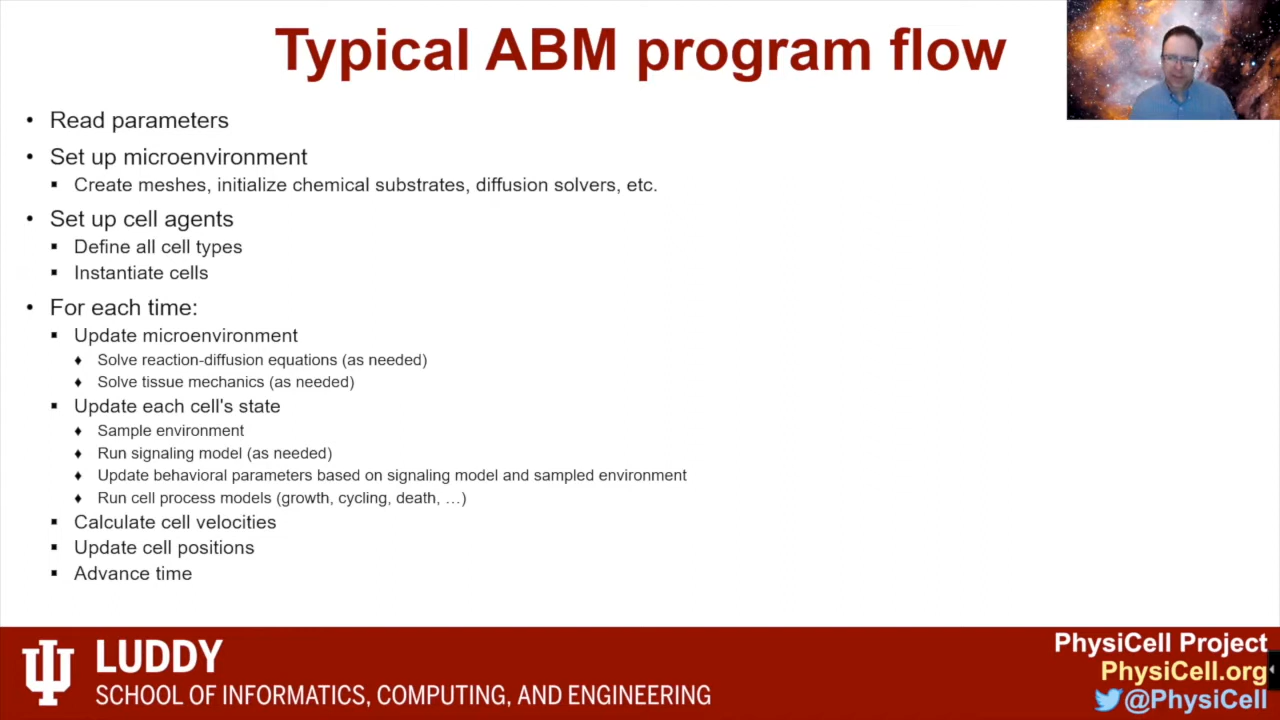 Typical ABM program flow
• Read parameters
• Set up microenvironment
▪ Create meshes, initialize chemical substrates, diffusion solvers, etc.
• Set up cell agents
▪ Define all cell types
▪ Instantiate cells
• For each time:
▪ Update microenvironment
♦ Solve reaction-diffusion equations (as needed)
♦ Solve tissue mechanics (as needed)
▪ Update each cell's state
♦ Sample environment
♦ Run signaling model (as needed)
♦ Update behavioral parameters based on signaling model and sampled environment
♦ Run cell process models (growth, cycling, death, …)
▪ Calculate cell velocities
▪ Update cell positions
▪ Advance time
LUDDY
SCHOOL OF INFORMATICS, COMPUTING, AND ENGINEERING
PhysiCell Project
PhysiCell.org
@PhysiCell